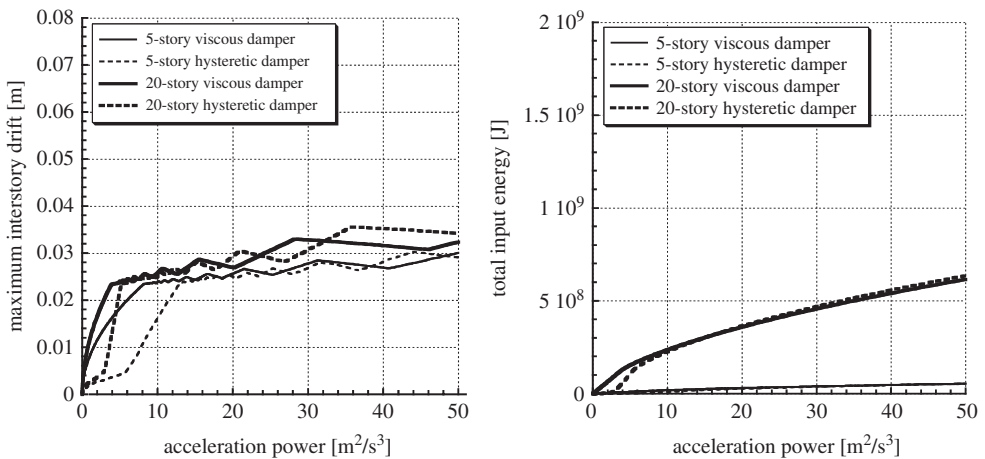 0.08
0.07
0.06
0.05
0.04
0.03
0.02
0.01
0
maximum interstory drift [m]
5-story viscous damper
5-story hysteretic damper
20-story viscous damper
20-story hysteretic damper
0 10 20 30 40 50
acceleration power [m²/s³]
2 10⁹
1.5 10⁹
1 10⁹
5 10⁸
0
total input energy [J]
5-story viscous damper
5-story hysteretic damper
20-story viscous damper
20-story hysteretic damper
0 10 20 30 40 50
acceleration power [m²/s³]